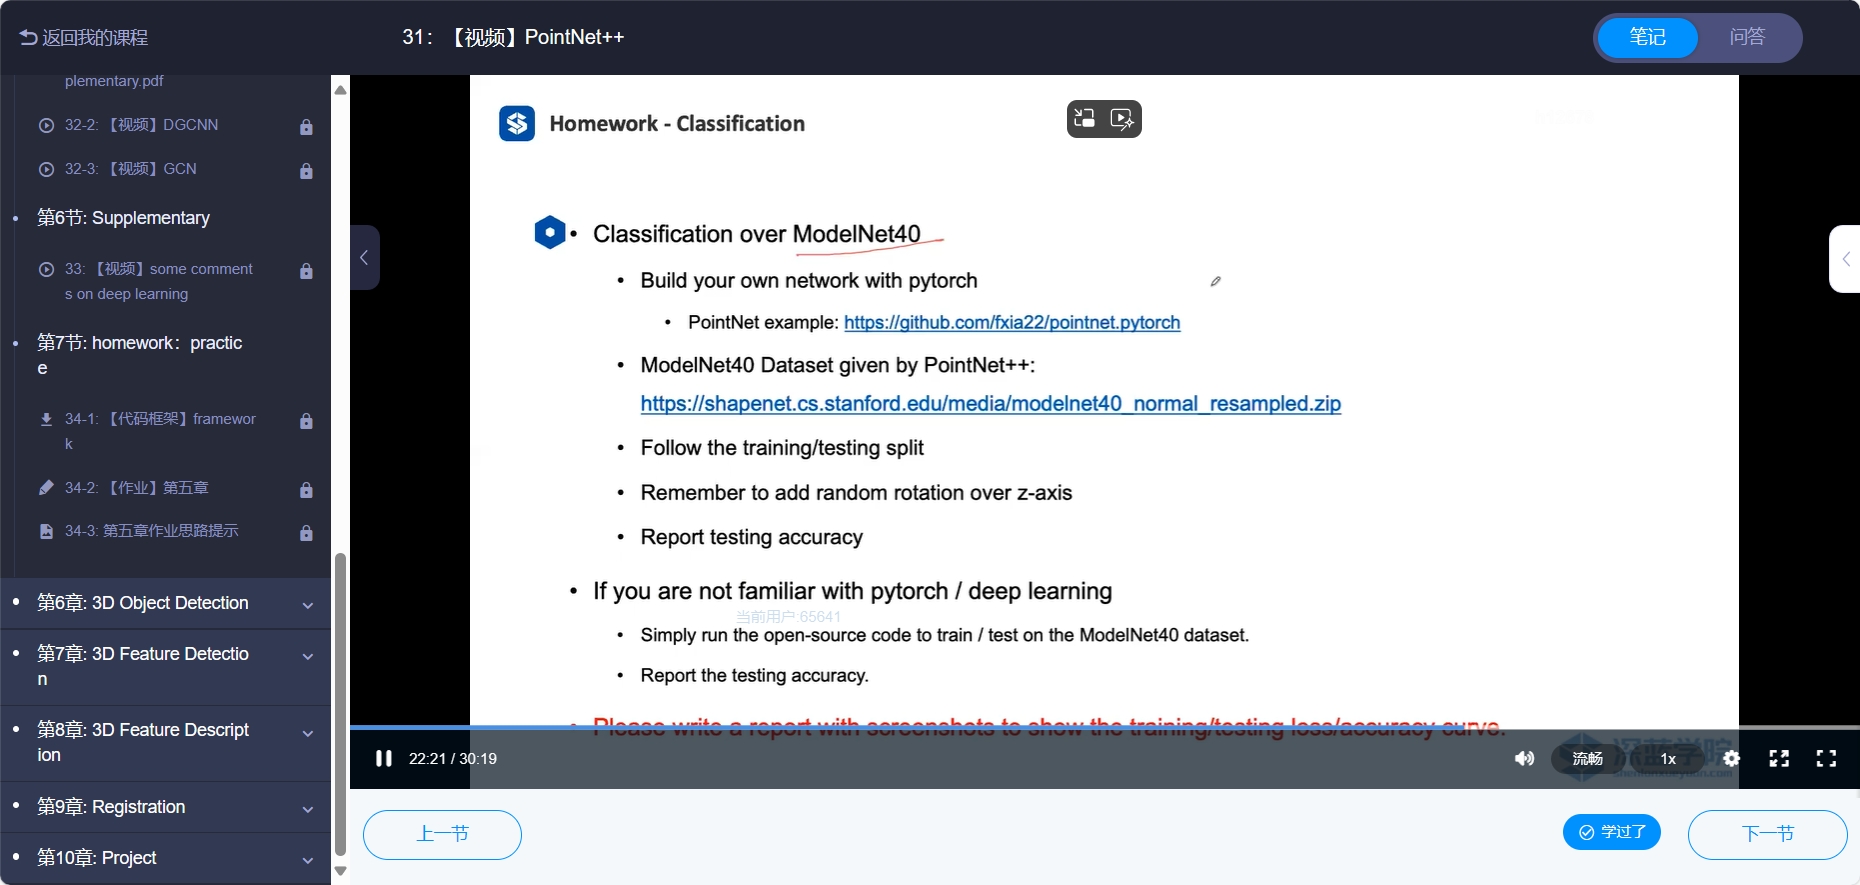 返回我的课程
31：【视频】PointNet++
笔记
问答
plementary.pdf
32-2: 【视频】DGCNN
32-3: 【视频】GCN
第6节: Supplementary
33: 【视频】some comment
s on deep learning
第7节: homework：practic
e
34-1: 【代码框架】framewor
k
34-2: 【作业】第五章
34-3: 第五章作业思路提示
第6章: 3D Object Detection
第7章: 3D Feature Detectio
n
第8章: 3D Feature Descript
ion
第9章: Registration
第10章: Project
Homework - Classification
• Classification over ModelNet40
• Build your own network with pytorch
• PointNet example: https://github.com/fxia22/pointnet.pytorch
• ModelNet40 Dataset given by PointNet++:
https://shapenet.cs.stanford.edu/media/modelnet40_normal_resampled.zip
• Follow the training/testing split
• Remember to add random rotation over z-axis
• Report testing accuracy
• If you are not familiar with pytorch / deep learning
当前用户:65641
• Simply run the open-source code to train / test on the ModelNet40 dataset.
• Report the testing accuracy.
• Please write a report with screenshots to show the training/testing loss/accuracy curve.
22:21 / 30:19
深蓝学院
shenlanxueyuan.com
流畅
1x
上一节
学过了
下一节